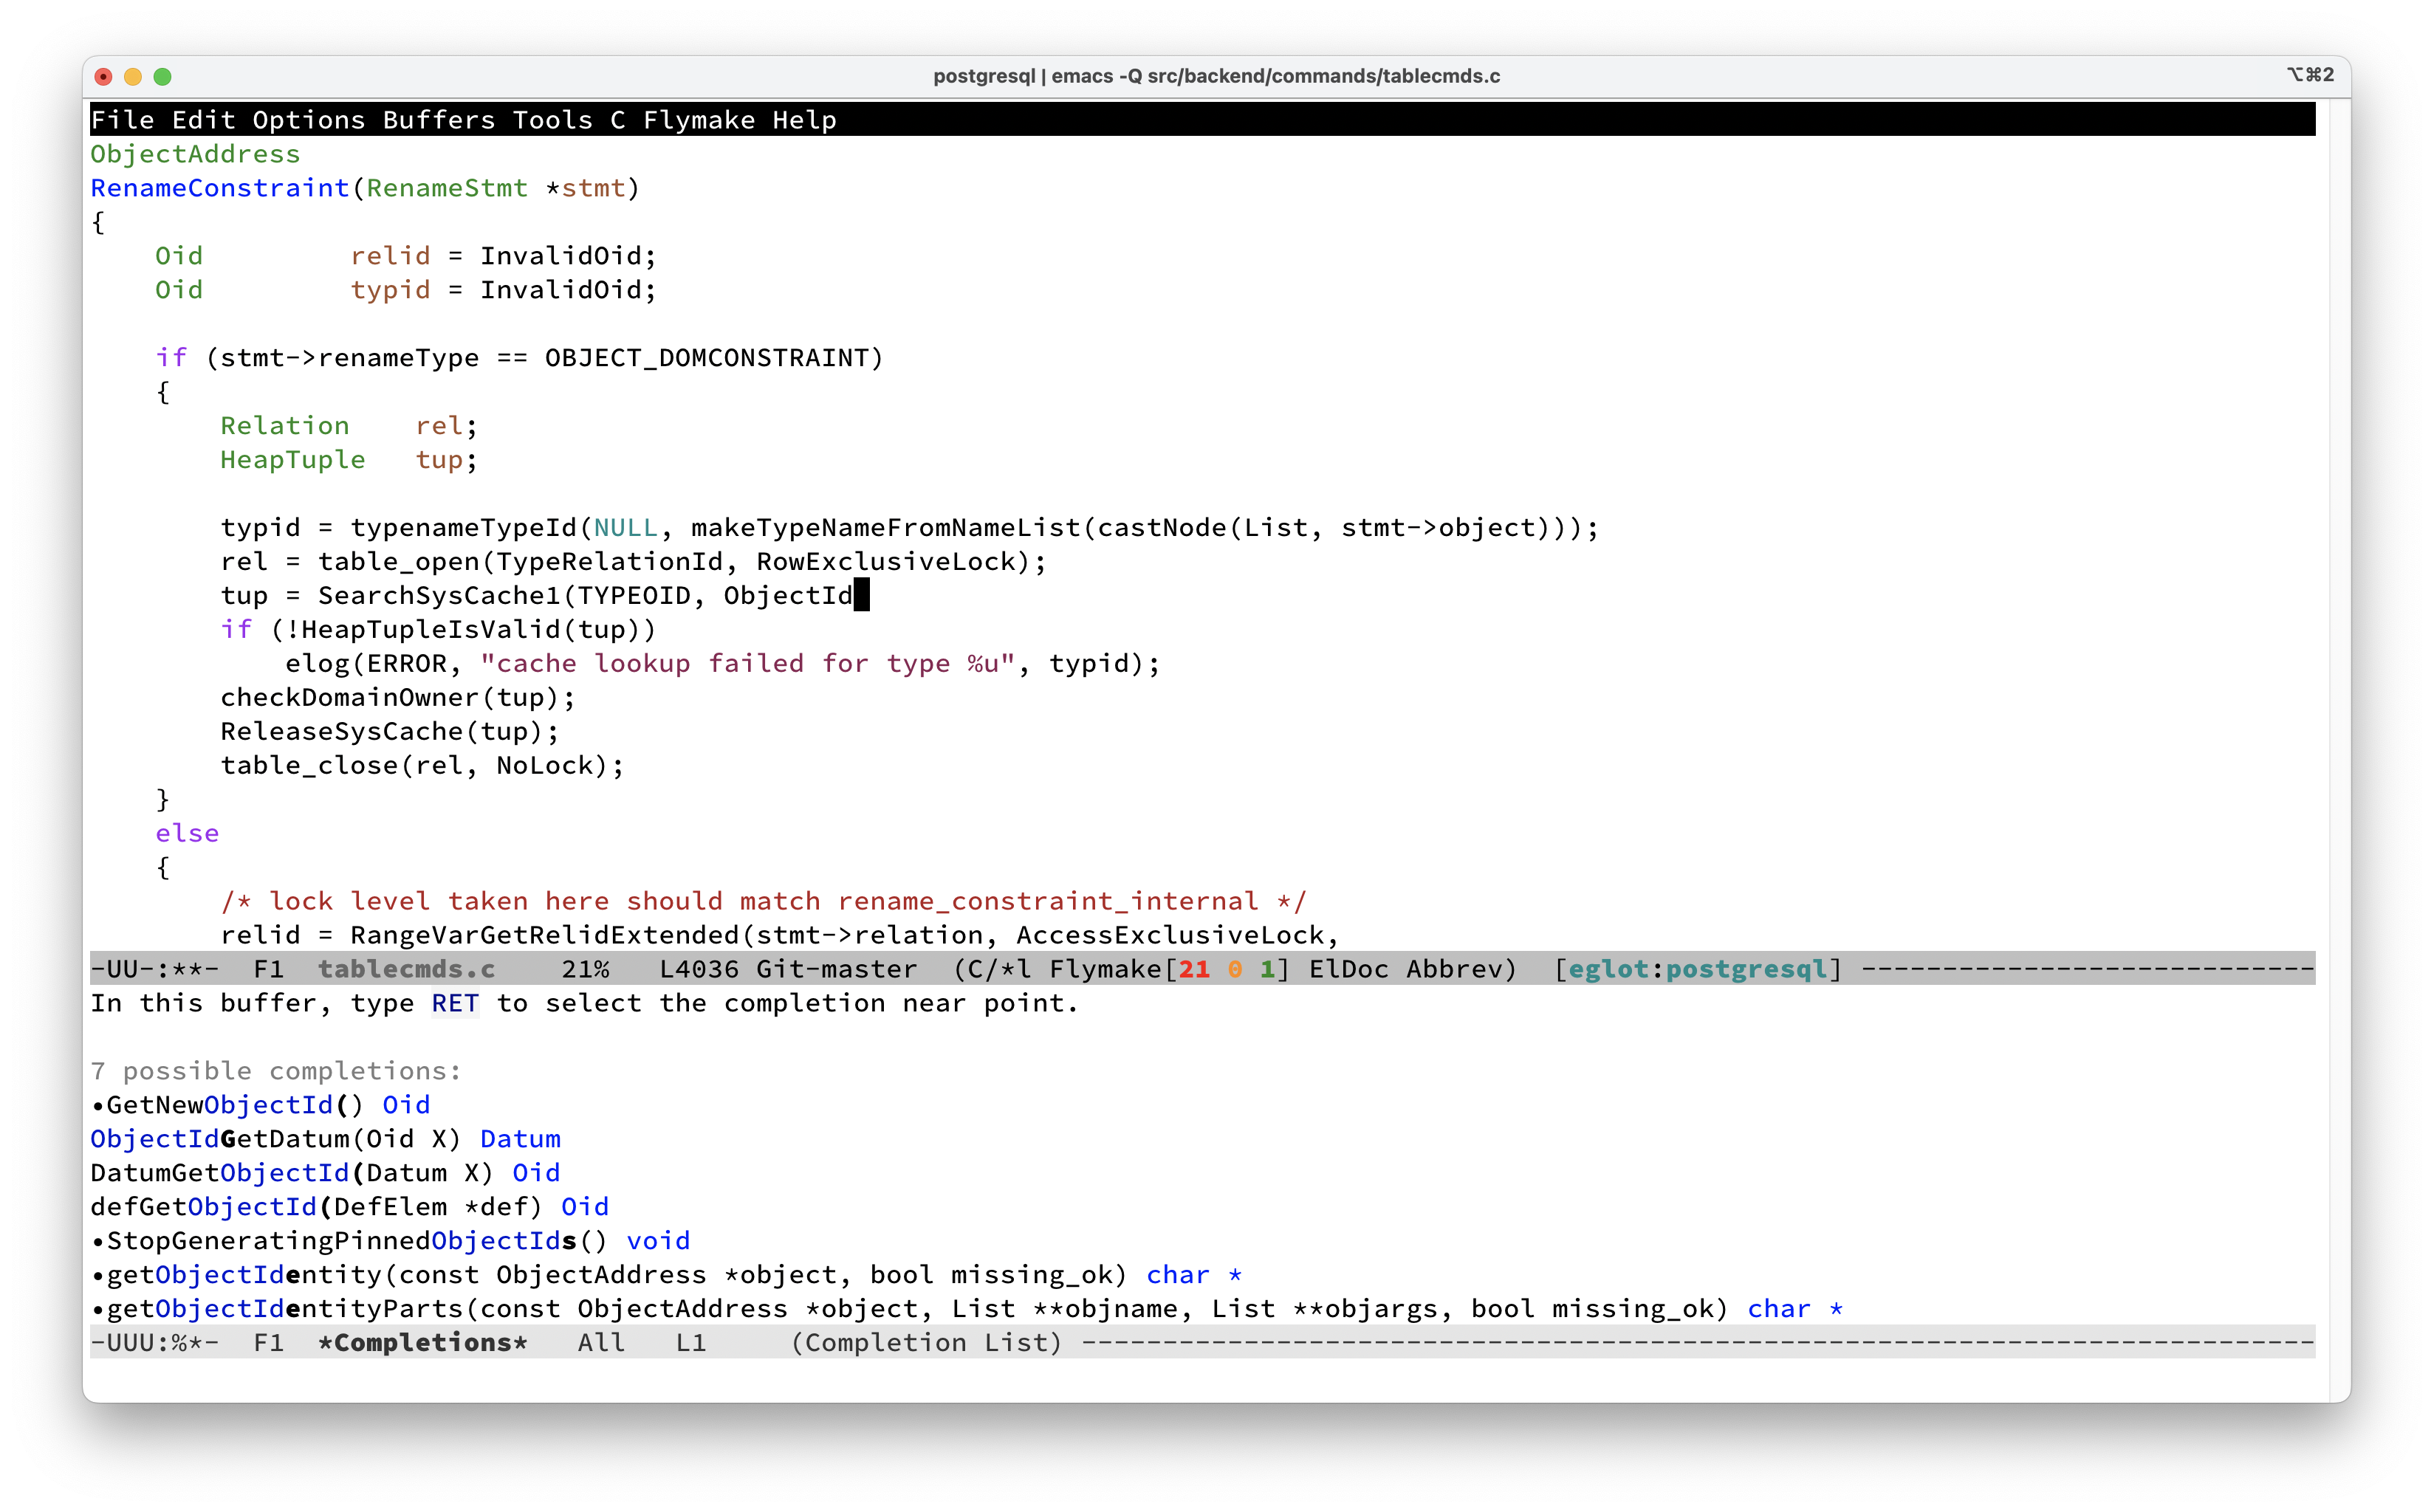 postgresql | emacs -Q src/backend/commands/tablecmds.c ⌥⌘2
File Edit Options Buffers Tools C Flymake Help
ObjectAddress
RenameConstraint(RenameStmt *stmt)
{
    Oid         relid = InvalidOid;
    Oid         typid = InvalidOid;

    if (stmt->renameType == OBJECT_DOMCONSTRAINT)
    {
        Relation    rel;
        HeapTuple   tup;

        typid = typenameTypeId(NULL, makeTypeNameFromNameList(castNode(List, stmt->object)));
        rel = table_open(TypeRelationId, RowExclusiveLock);
        tup = SearchSysCache1(TYPEOID, ObjectId
        if (!HeapTupleIsValid(tup))
            elog(ERROR, "cache lookup failed for type %u", typid);
        checkDomainOwner(tup);
        ReleaseSysCache(tup);
        table_close(rel, NoLock);
    }
    else
    {
        /* lock level taken here should match rename_constraint_internal */
        relid = RangeVarGetRelidExtended(stmt->relation, AccessExclusiveLock,
-UU-:**-  F1  tablecmds.c    21%   L4036 Git-master  (C/*l Flymake[21 0 1] ElDoc Abbrev)  [eglot:postgresql] ----------------------------
In this buffer, type RET to select the completion near point.

7 possible completions:
•GetNewObjectId() Oid
ObjectIdGetDatum(Oid X) Datum
DatumGetObjectId(Datum X) Oid
defGetObjectId(DefElem *def) Oid
•StopGeneratingPinnedObjectIds() void
•getObjectIdentity(const ObjectAddress *object, bool missing_ok) char *
•getObjectIdentityParts(const ObjectAddress *object, List **objname, List **objargs, bool missing_ok) char *
-UUU:%*-  F1  *Completions*   All   L1     (Completion List) ----------------------------------------------------------------------------